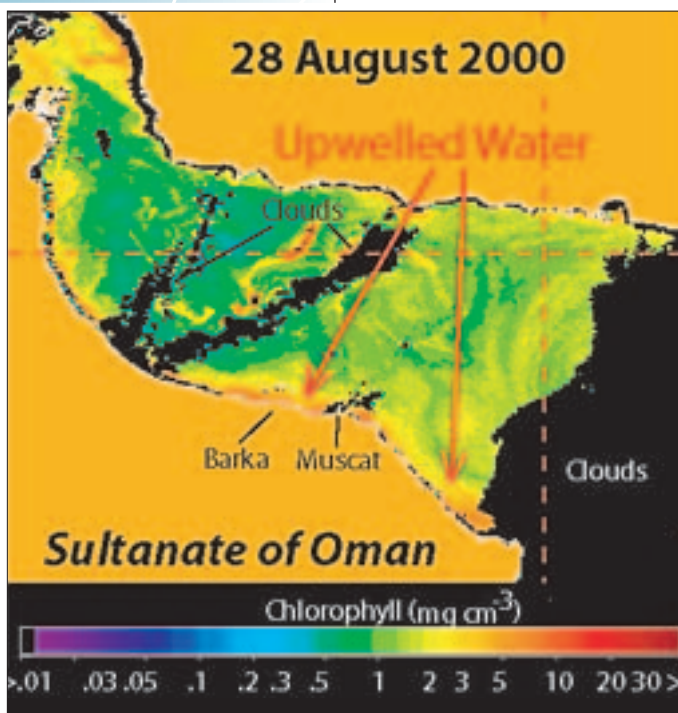 28 August 2000
Upwelled Water
Clouds
Barka
Muscat
Clouds
Sultanate of Oman
Chlorophyll (mg cm-3)
>.01 .03 .05 .1 .2 .3 .5 1 2 3 5 10 20 30 >